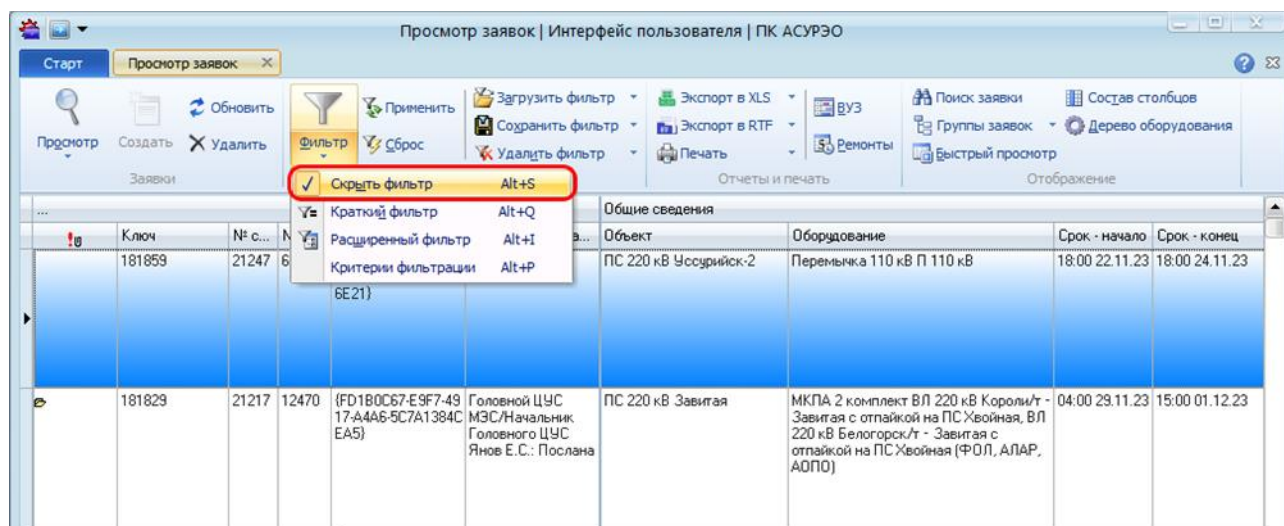 Просмотр заявок | Интерфейс пользователя | ПК АСУРЭО
Старт
Просмотр заявок
Просмотр
Создать
Обновить
Удалить
Заявки
Фильтр
Применить
Сброс
Загрузить фильтр
Сохранить фильтр
Удалить фильтр
Экспорт в XLS
Экспорт в RTF
Печать
ВУЗ
Ремонты
Отчеты и печать
Поиск заявки
Группы заявок
Быстрый просмотр
Состав столбцов
Дерево оборудования
Отображение
Скрыть фильтр Alt+S
Краткий фильтр Alt+Q
Расширенный фильтр Alt+I
Критерии фильтрации Alt+P
... Общие сведения
Ключ № с... Объект Оборудование Срок - начало Срок - конец
181859 21247 6 ПС 220 кВ Уссурийск-2 Перемычка 110 кВ П 110 кВ 18:00 22.11.23 18:00 24.11.23
6E21}
181829 21217 12470 {FD1B0C67-E9F7-49 Головной ЦУС ПС 220 кВ Завитая МКПА 2 комплект ВЛ 220 кВ Короли/т - 04:00 29.11.23 15:00 01.12.23
17-A4A6-5C7A1384C МЭС/Начальник Завитая с отпайкой на ПС Хвойная, ВЛ
EA5} Головного ЦУС 220 кВ Белогорск/т - Завитая с
Янов Е.С.: Послана отпайкой на ПС Хвойная (ФОЛ, АЛАР,
АОПО)